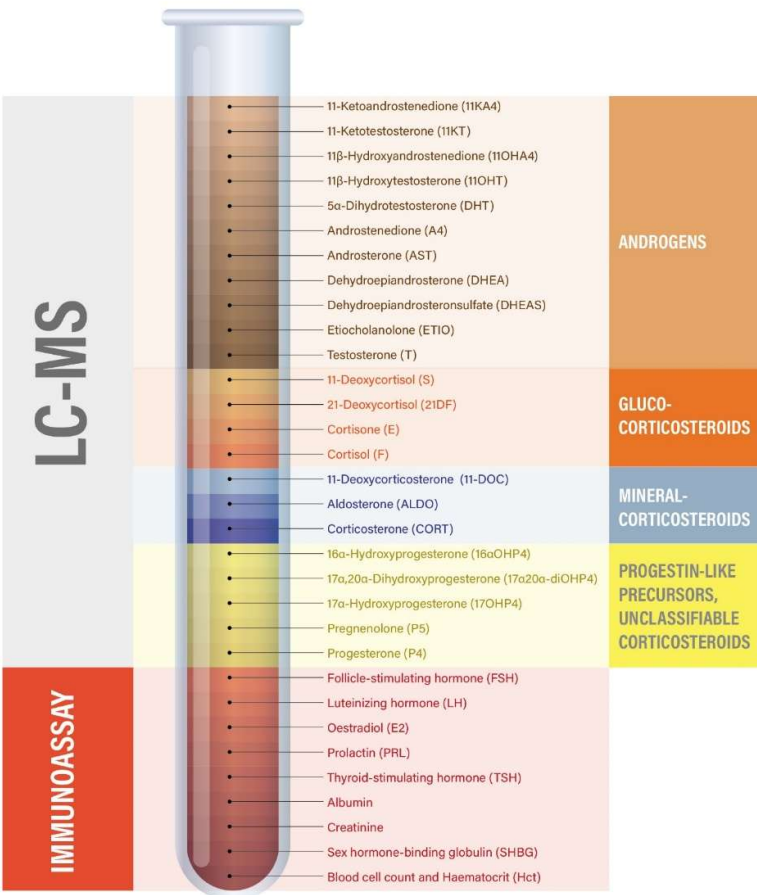 LC-MS
11-Ketoandrostenedione (11KA4)
11-Ketotestosterone (11KT)
11β-Hydroxyandrostenedione (11OHA4)
11β-Hydroxytestosterone (11OHT)
5α-Dihydrotestosterone (DHT)
Androstenedione (A4)
Androsterone (AST)
Dehydroepiandrosterone (DHEA)
Dehydroepiandrosteronsulfate (DHEAS)
Etiocholanolone (ETIO)
Testosterone (T)
ANDROGENS
11-Deoxycortisol (S)
21-Deoxycortisol (21DF)
Cortisone (E)
Cortisol (F)
GLUCO-
CORTICOSTEROIDS
11-Deoxycorticosterone (11-DOC)
Aldosterone (ALDO)
Corticosterone (CORT)
MINERAL-
CORTICOSTEROIDS
16α-Hydroxyprogesterone (16αOHP4)
17α,20α-Dihydroxyprogesterone (17α20α-diOHP4)
17α-Hydroxyprogesterone (17OHP4)
Pregnenolone (P5)
Progesterone (P4)
PROGESTIN-LIKE
PRECURSORS,
UNCLASSIFIABLE
CORTICOSTEROIDS
IMMUNOASSAY
Follicle-stimulating hormone (FSH)
Luteinizing hormone (LH)
Oestradiol (E2)
Prolactin (PRL)
Thyroid-stimulating hormone (TSH)
Albumin
Creatinine
Sex hormone-binding globulin (SHBG)
Blood cell count and Haematocrit (Hct)